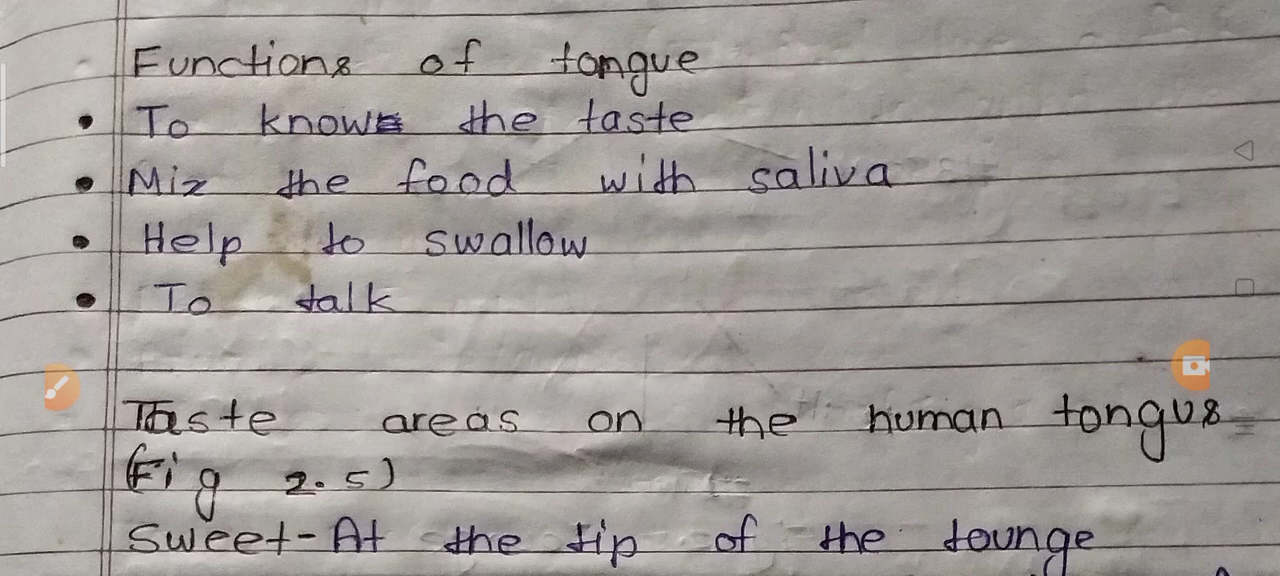 Functions of tongue
• To know the taste
• Miz the food with saliva
• Help to swallow
• To talk
Taste areas on the human tongus
(Fig 2.5)
Sweet-At the tip of the tounge